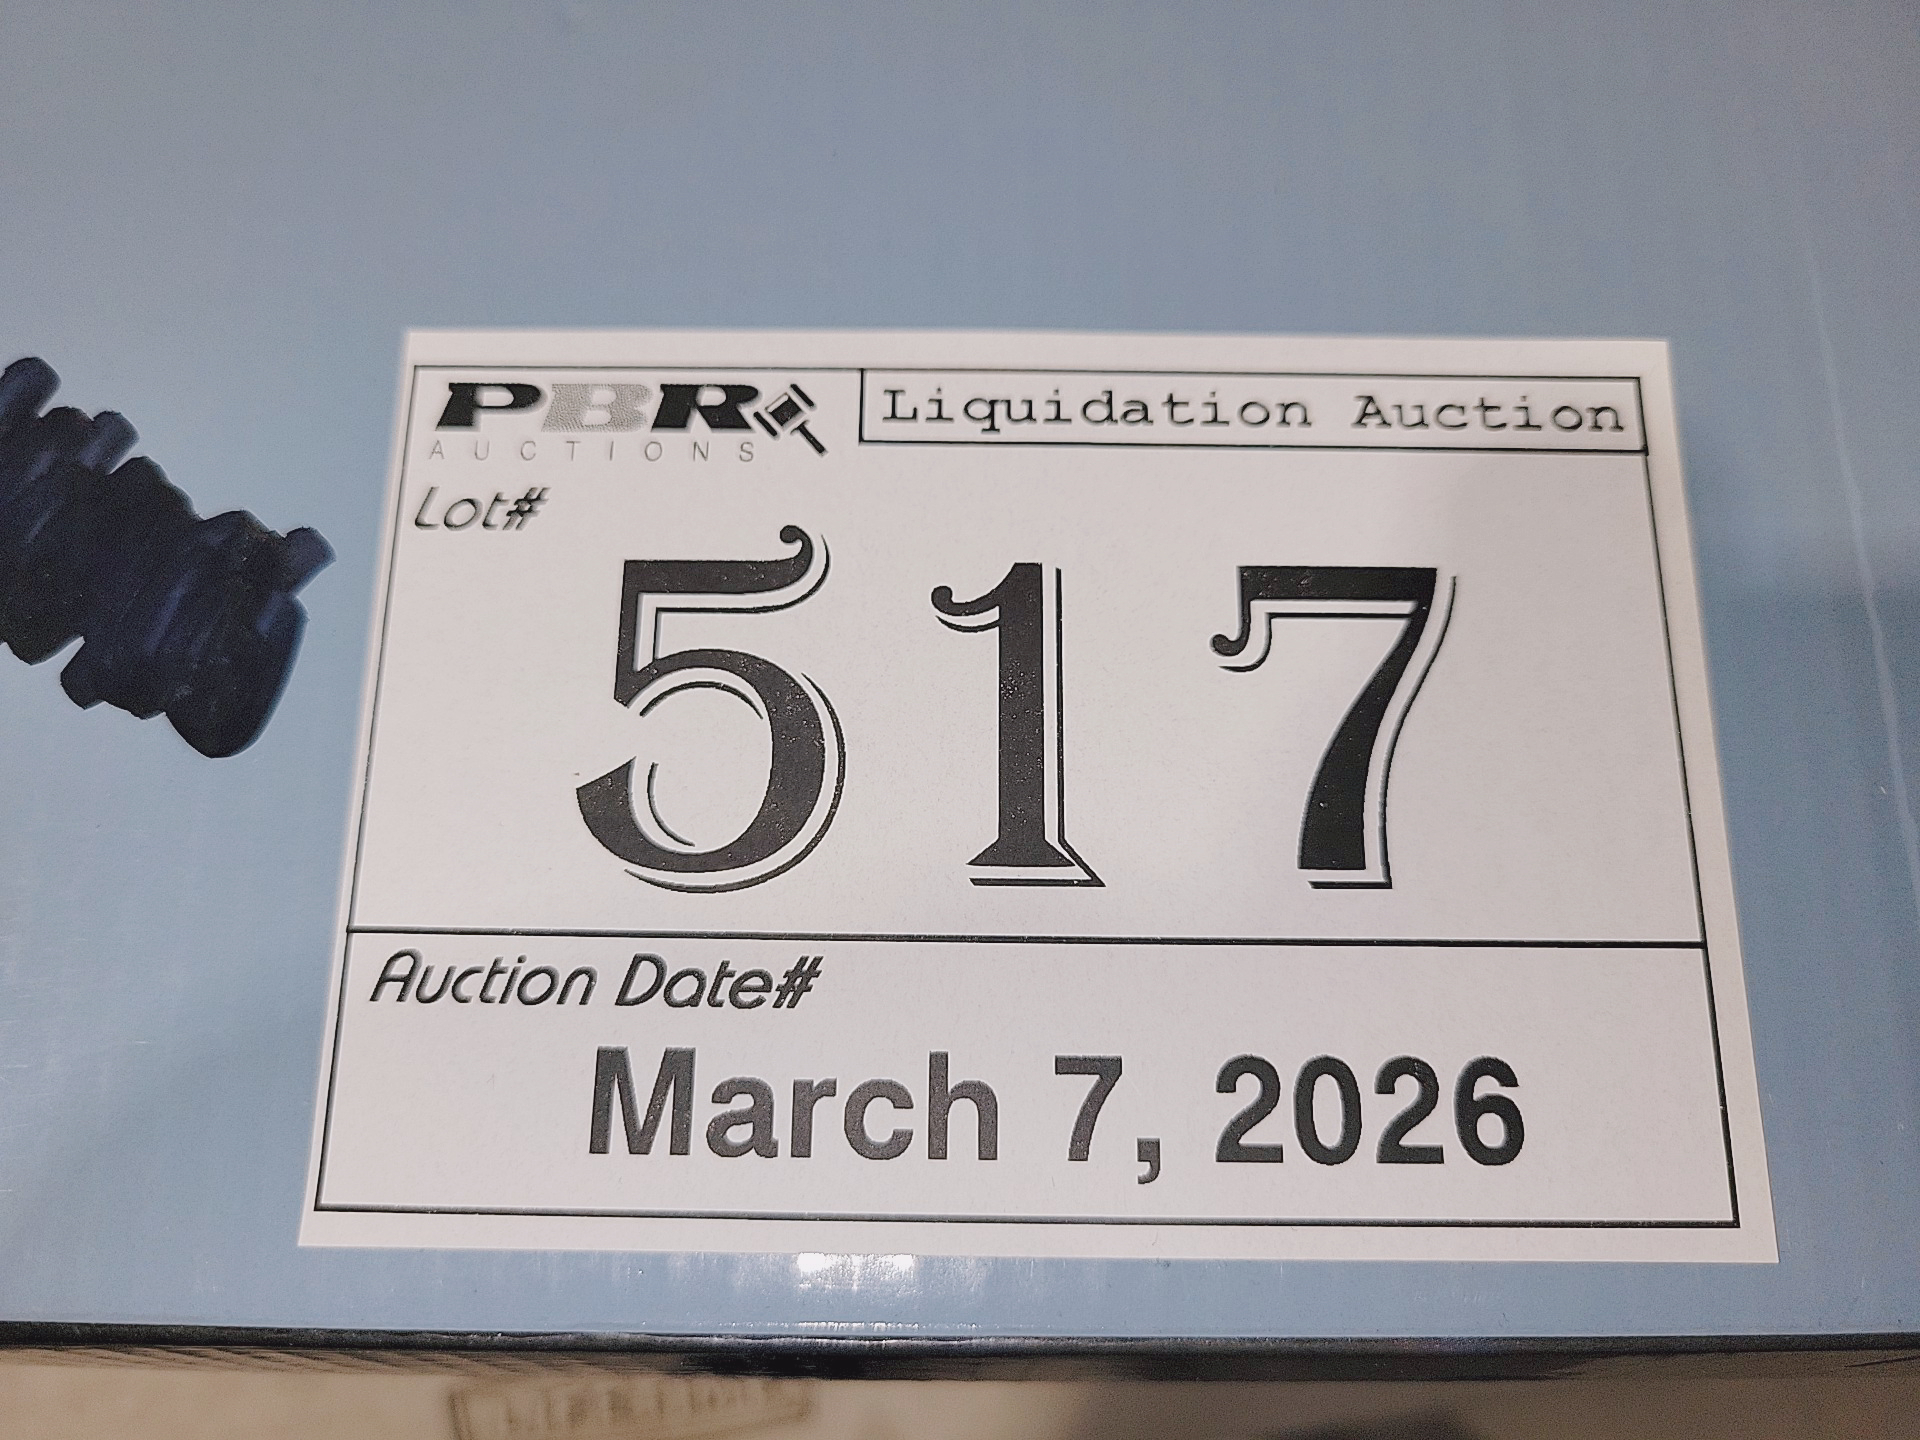 PBR
AUCTIONS
Liquidation Auction
Lot#
517
Auction Date#
March 7, 2026